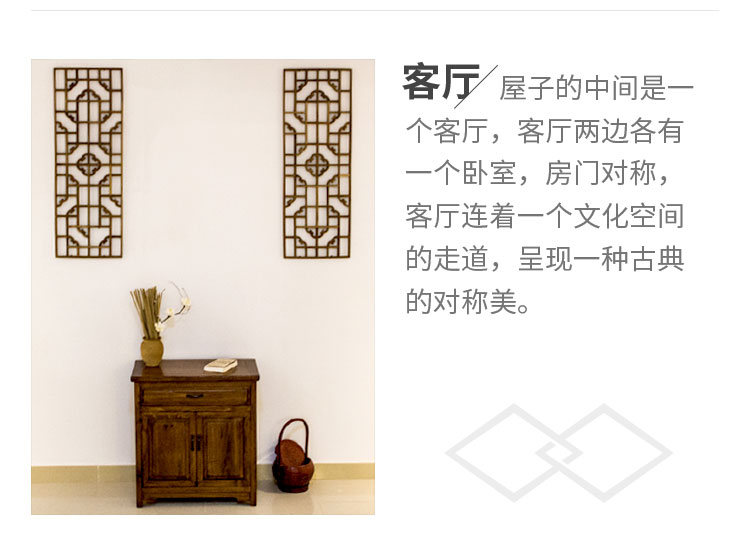 客厅 屋子的中间是一
个客厅，客厅两边各有
一个卧室，房门对称，
客厅连着一个文化空间
的走道，呈现一种古典
的对称美。